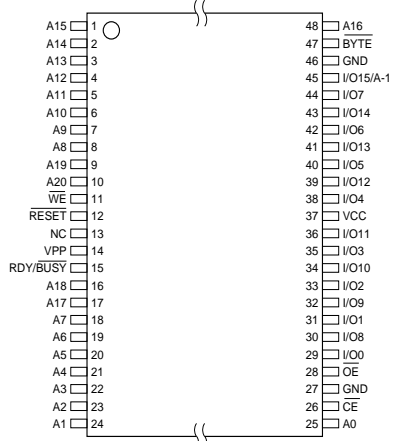 A15 1 48 A16
A14 2 47 BYTE
A13 3 46 GND
A12 4 45 I/O15/A-1
A11 5 44 I/O7
A10 6 43 I/O14
A9 7 42 I/O6
A8 8 41 I/O13
A19 9 40 I/O5
A20 10 39 I/O12
WE 11 38 I/O4
RESET 12 37 VCC
NC 13 36 I/O11
VPP 14 35 I/O3
RDY/BUSY 15 34 I/O10
A18 16 33 I/O2
A17 17 32 I/O9
A7 18 31 I/O1
A6 19 30 I/O8
A5 20 29 I/O0
A4 21 28 OE
A3 22 27 GND
A2 23 26 CE
A1 24 25 A0